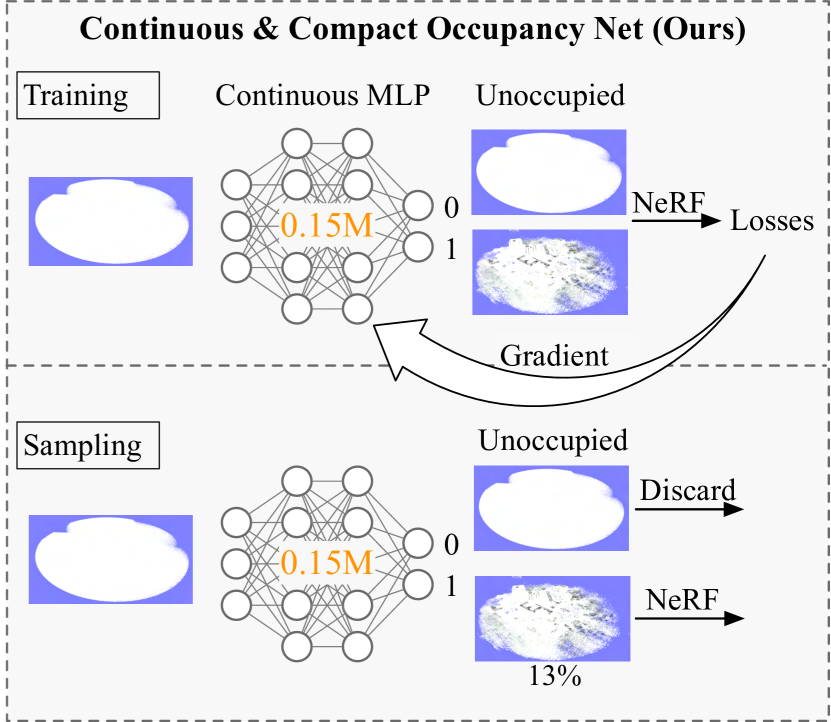 Continuous & Compact Occupancy Net (Ours)
Training
Continuous MLP
Unoccupied
0.15M
0
1
NeRF
Losses
Gradient
Sampling
Unoccupied
0.15M
0
1
Discard
NeRF
13%